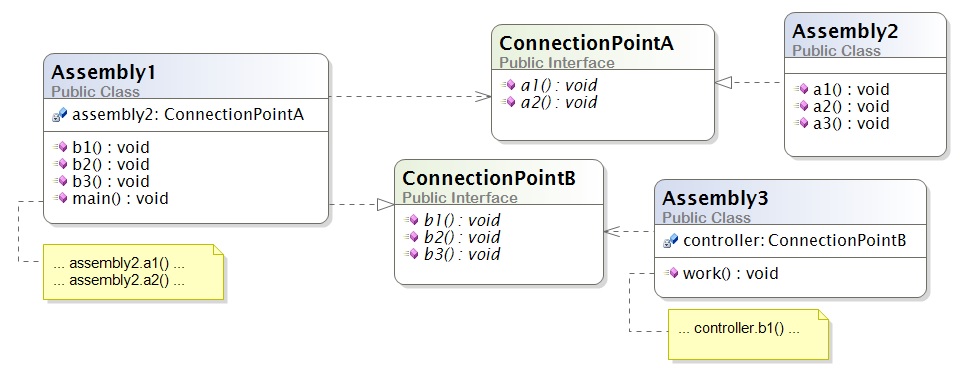 Assembly1
Public Class
assembly2: ConnectionPointA
b1() : void
b2() : void
b3() : void
main() : void
... assembly2.a1() ...
... assembly2.a2() ...
ConnectionPointA
Public Interface
a1() : void
a2() : void
Assembly2
Public Class
a1() : void
a2() : void
a3() : void
ConnectionPointB
Public Interface
b1() : void
b2() : void
b3() : void
Assembly3
Public Class
controller: ConnectionPointB
work() : void
... controller.b1() ...